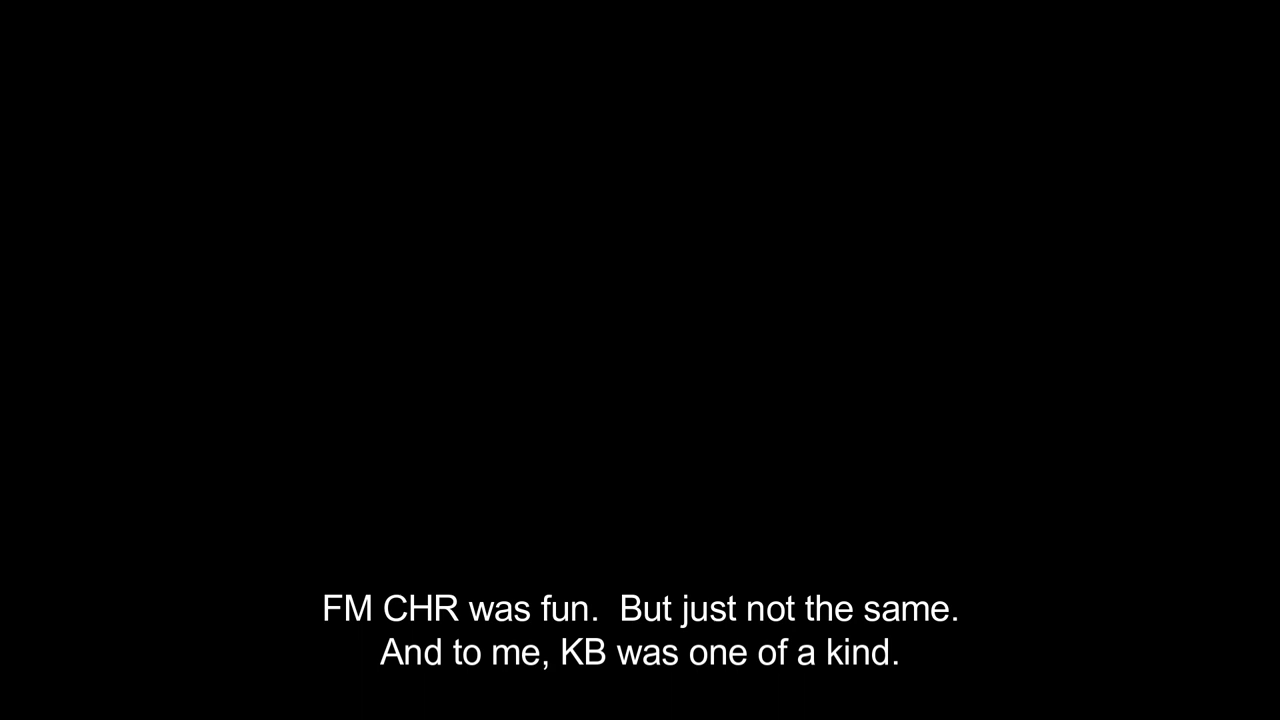 FM CHR was fun.  But just not the same.
And to me, KB was one of a kind.